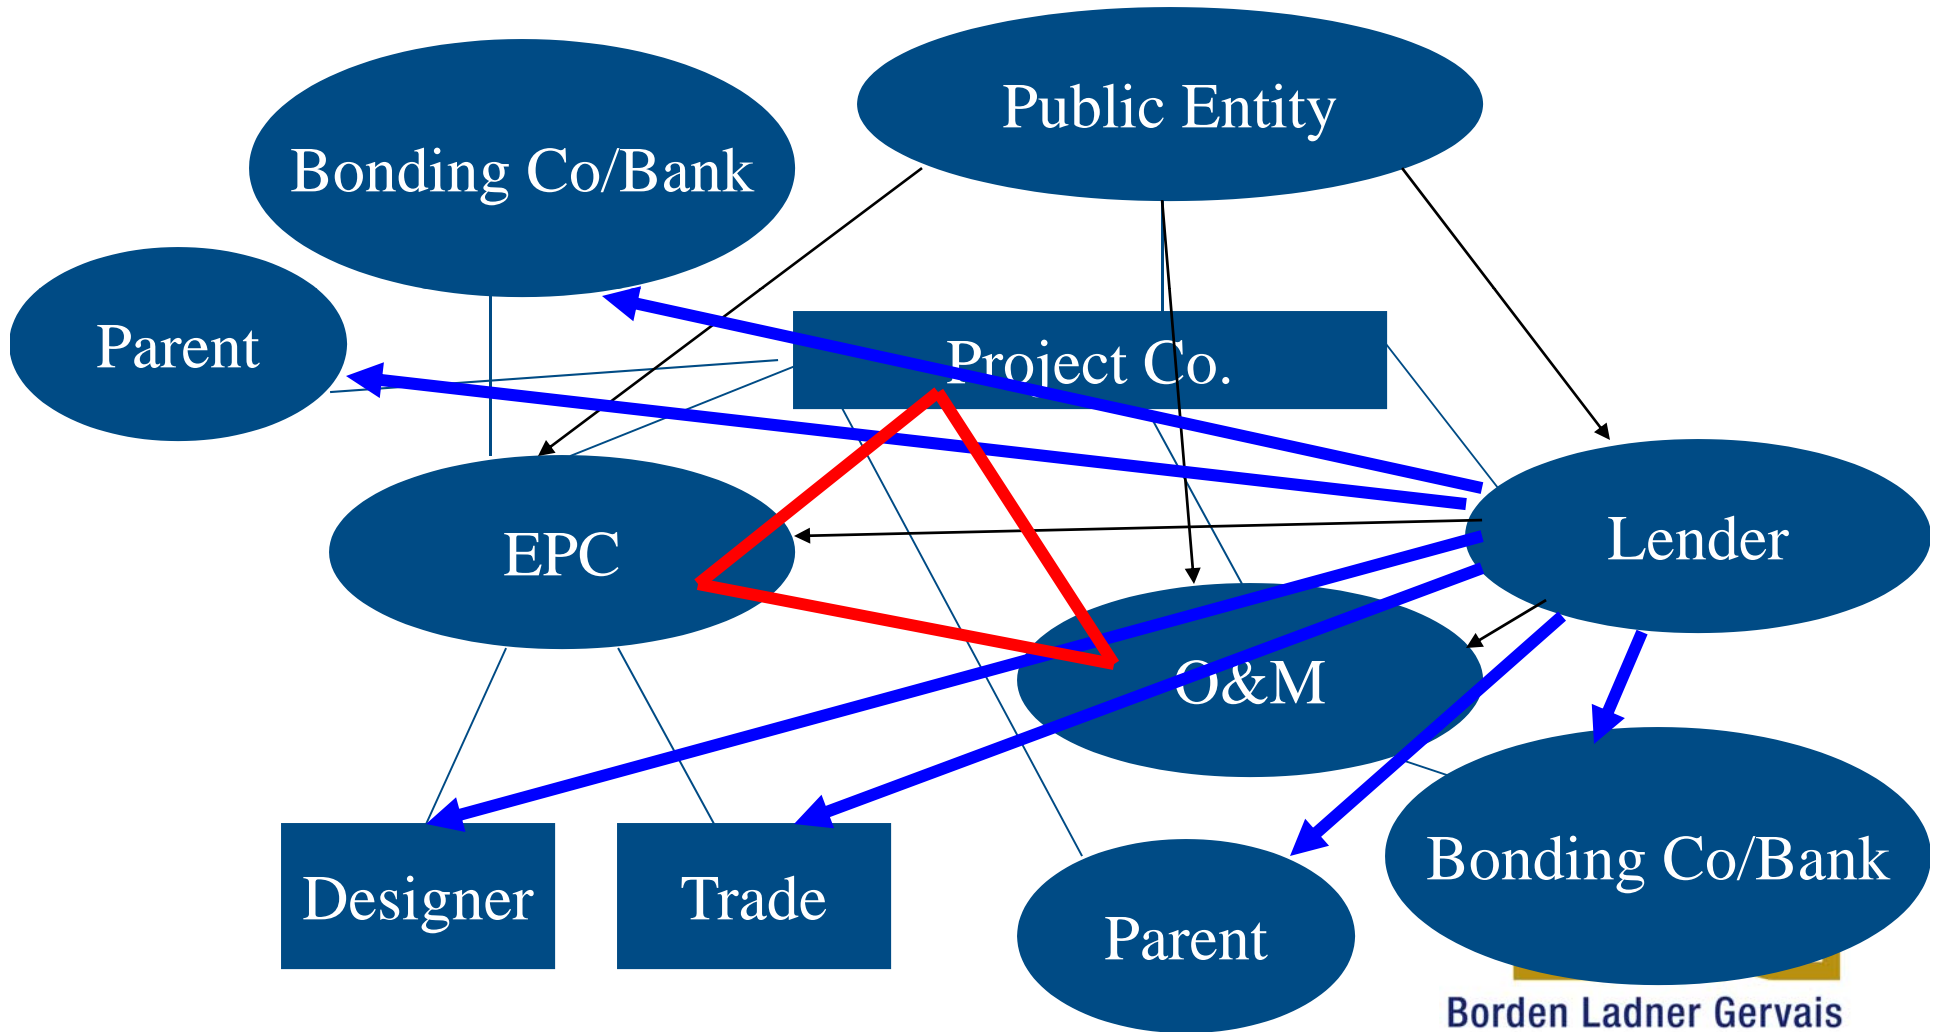 Public Entity
Bonding Co/Bank
Parent
Project Co.
EPC
Lender
O&M
Designer
Trade
Parent
Bonding Co/Bank
Borden Ladner Gervais